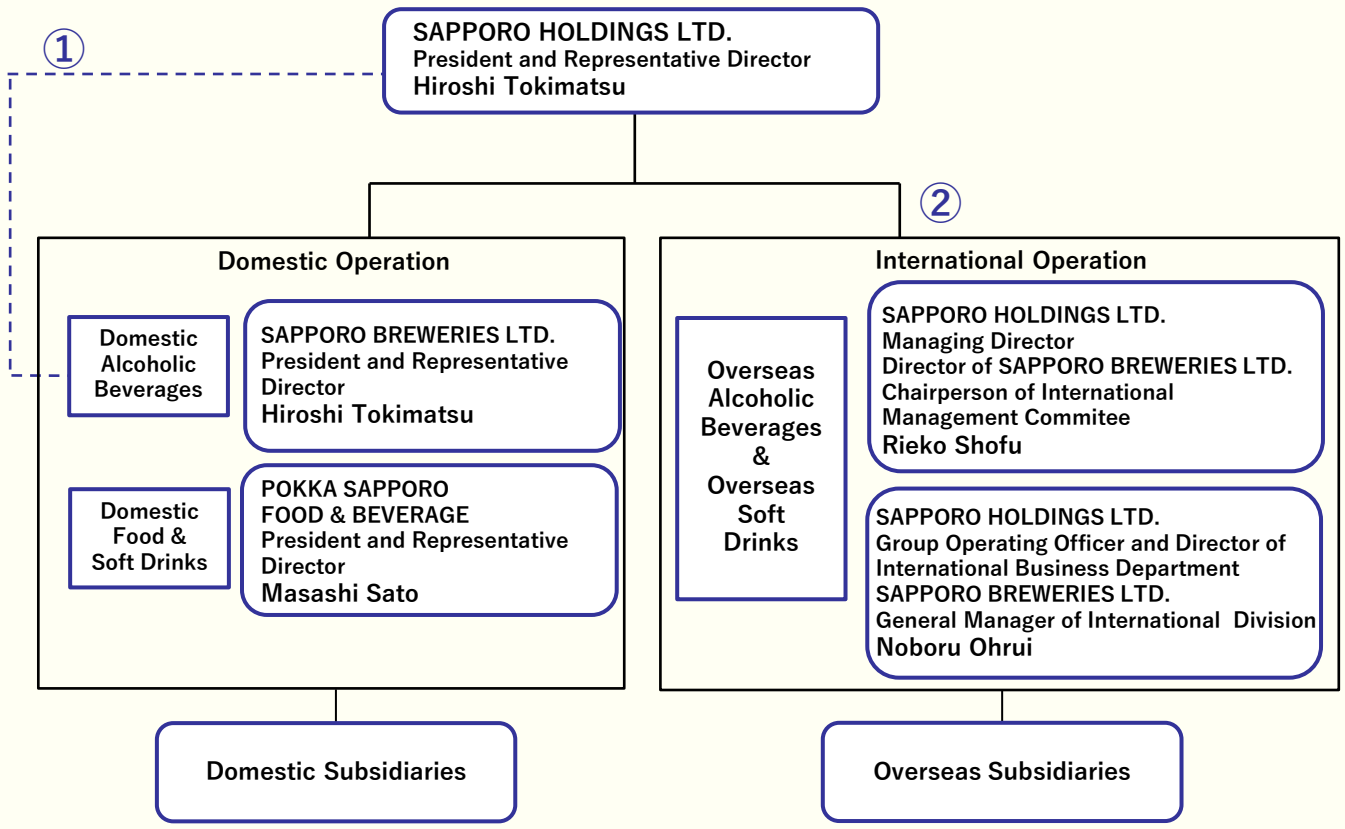 ①
SAPPORO HOLDINGS LTD.
President and Representative Director
Hiroshi Tokimatsu
②
Domestic Operation
Domestic
Alcoholic
Beverages
SAPPORO BREWERIES LTD.
President and Representative
Director
Hiroshi Tokimatsu
Domestic
Food &
Soft Drinks
POKKA SAPPORO
FOOD & BEVERAGE
President and Representative
Director
Masashi Sato
Domestic Subsidiaries
International Operation
Overseas
Alcoholic
Beverages
&
Overseas
Soft
Drinks
SAPPORO HOLDINGS LTD.
Managing Director
Director of SAPPORO BREWERIES LTD.
Chairperson of International
Management Commitee
Rieko Shofu
SAPPORO HOLDINGS LTD.
Group Operating Officer and Director of
International Business Department
SAPPORO BREWERIES LTD.
General Manager of International Division
Noboru Ohrui
Overseas Subsidiaries